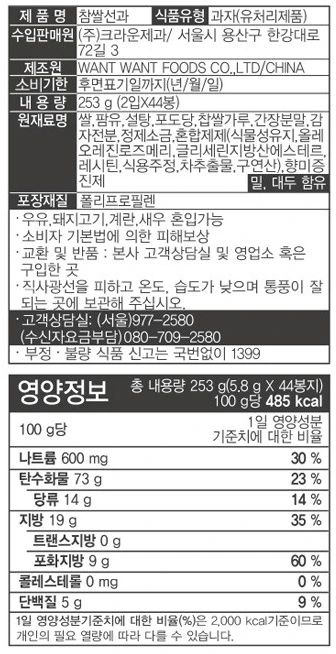 제 품 명 찹쌀선과 식품유형 과자(유처리제품)
수입판매원 (주)크라운제과/ 서울시 용산구 한강대로
72길 3
제조원 WANT WANT FOODS CO.,LTD/CHINA
소비기한 후면표기일까지(년/월/일)
내 용 량 253 g (2입X44봉)
원재료명 쌀,팜유,설탕,포도당,찹쌀가루,간장분말,감
자전분,정제소금,혼합제제(식물성유지,올레
오레진로즈메리,글리세린지방산에스테르,
레시틴,식용주정,차추출물,구연산),향미증
진제 밀, 대두 함유
포장재질 폴리프로필렌
· 우유,돼지고기,계란,새우 혼입가능
· 소비자 기본법에 의한 피해보상
· 교환 및 반품 : 본사 고객상담실 및 영업소 혹은
구입한 곳
· 직사광선을 피하고 온도, 습도가 낮으며 통풍이 잘
되는 곳에 보관해 주십시오.
· 고객상담실: (서울)977-2580
(수신자요금부담)080-709-2580
· 부정 · 불량 식품 신고는 국번없이 1399
영양정보 총 내용량 253 g(5.8 g X 44봉지)
100 g당 485 kcal
100 g당 1일 영양성분
기준치에 대한 비율
나트륨 600 mg 30 %
탄수화물 73 g 23 %
당류 14 g 14 %
지방 19 g 35 %
트랜스지방 0 g
포화지방 9 g 60 %
콜레스테롤 0 mg 0 %
단백질 5 g 9 %
1일 영양성분기준치에 대한 비율(%)은 2,000 kcal기준이므로
개인의 필요 열량에 따라 다를 수 있습니다.